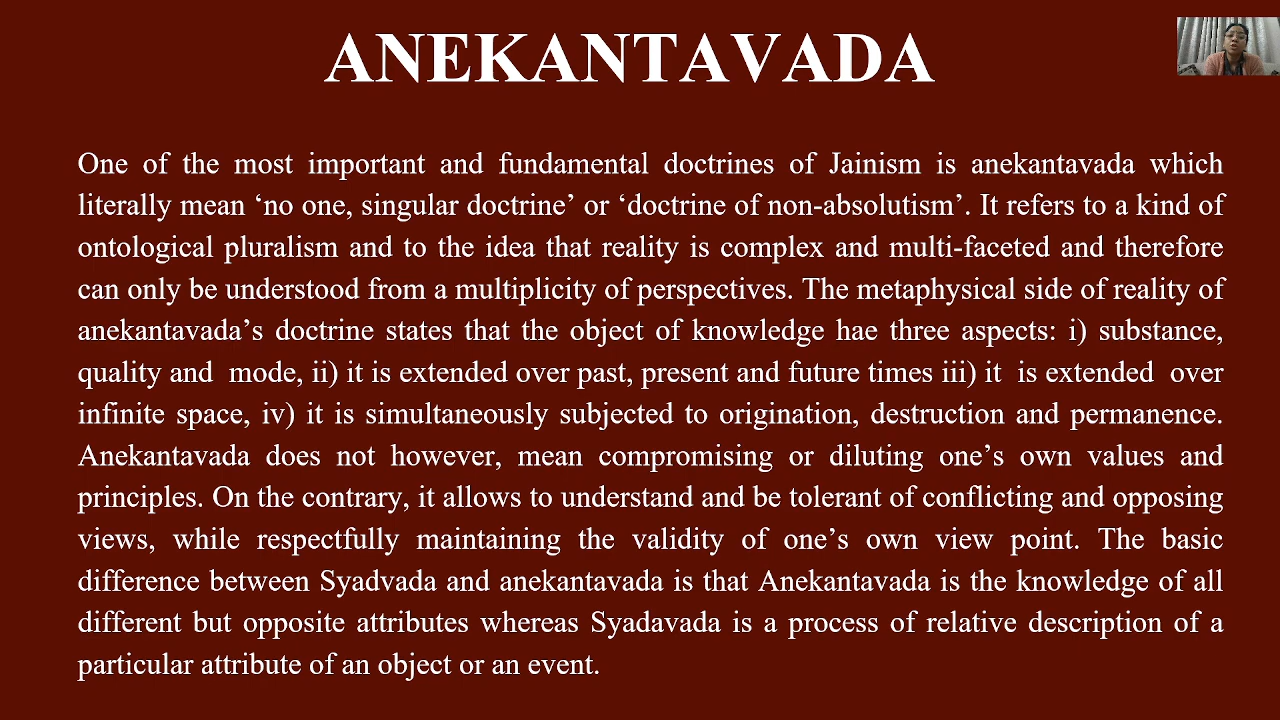 ANEKANTAVADA
One of the most important and fundamental doctrines of Jainism is anekantavada which
literally mean ‘no one, singular doctrine’ or ‘doctrine of non-absolutism’. It refers to a kind of
ontological pluralism and to the idea that reality is complex and multi-faceted and therefore
can only be understood from a multiplicity of perspectives. The metaphysical side of reality of
anekantavada’s doctrine states that the object of knowledge hae three aspects: i) substance,
quality and mode, ii) it is extended over past, present and future times iii) it is extended over
infinite space, iv) it is simultaneously subjected to origination, destruction and permanence.
Anekantavada does not however, mean compromising or diluting one’s own values and
principles. On the contrary, it allows to understand and be tolerant of conflicting and opposing
views, while respectfully maintaining the validity of one’s own view point. The basic
difference between Syadvada and anekantavada is that Anekantavada is the knowledge of all
different but opposite attributes whereas Syadavada is a process of relative description of a
particular attribute of an object or an event.